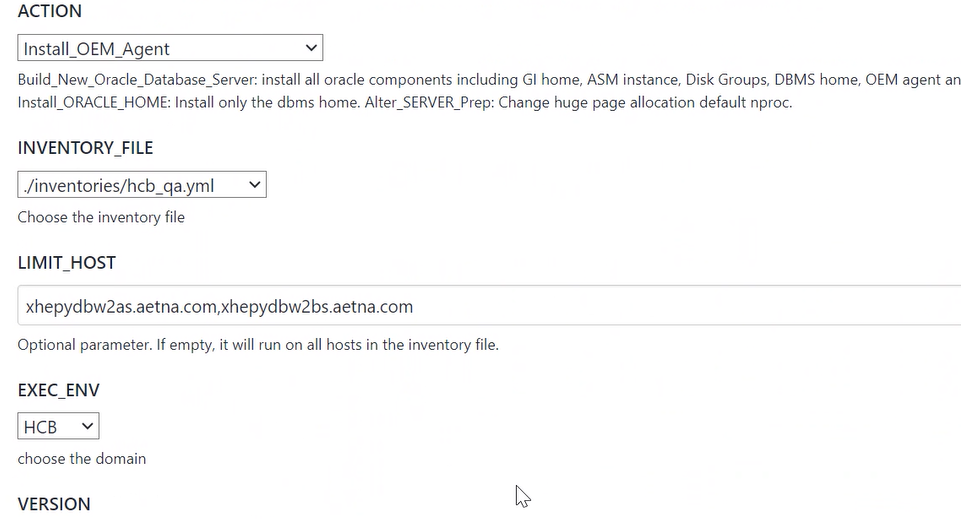 ACTION
Install_OEM_Agent
Build_New_Oracle_Database_Server: install all oracle components including GI home, ASM instance, Disk Groups, DBMS home, OEM agent an
Install_ORACLE_HOME: Install only the dbms home. Alter_SERVER_Prep: Change huge page allocation default nproc.
INVENTORY_FILE
./inventories/hcb_qa.yml
Choose the inventory file
LIMIT_HOST
xhepydbw2as.aetna.com,xhepydbw2bs.aetna.com
Optional parameter. If empty, it will run on all hosts in the inventory file.
EXEC_ENV
HCB
choose the domain
VERSION